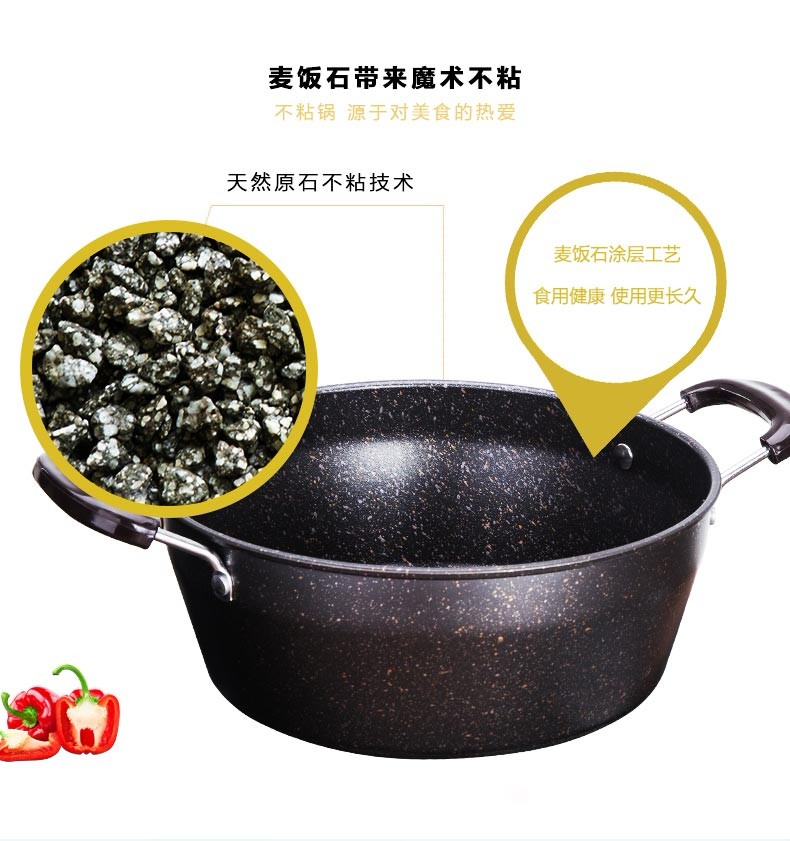 麦饭石带来魔术不粘
不粘锅 源于对美食的热爱
天然原石不粘技术
麦饭石涂层工艺
食用健康 使用更长久